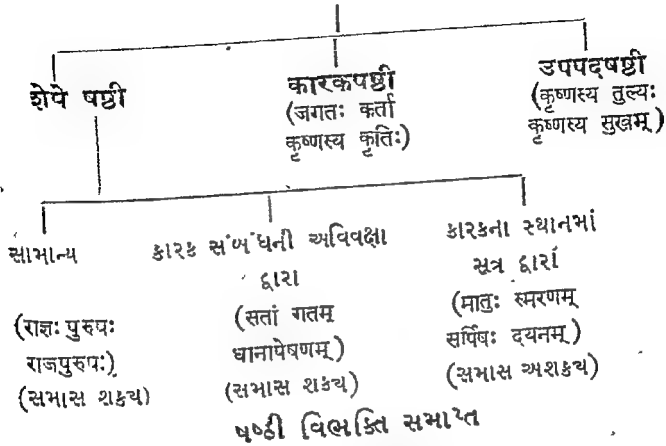 शेषे षष्ठी
कारकषष्ठी
(जगतः कर्ता
कृष्णस्य कृतिः)
उपपदषष्ठी
(कृष्णस्य तुल्यः
कृष्णस्य सुखम्)
સામાન્ય
(राज्ञः पुरुषः
राजपुरुषः)
(સમાસ શકય)
કારક સંબંધની અવિવક્ષા
દ્વારા
(सतां गतम्
धानापेषणम्)
(સમાસ શકય)
કારકના સ્થાનમાં
સૂત્ર દ્વારા
(मातुः स्मरणम्
सर्पिषः दयनम्)
(સમાસ અશકય)
ષષ્ઠી વિભક્તિ સમાપ્ત